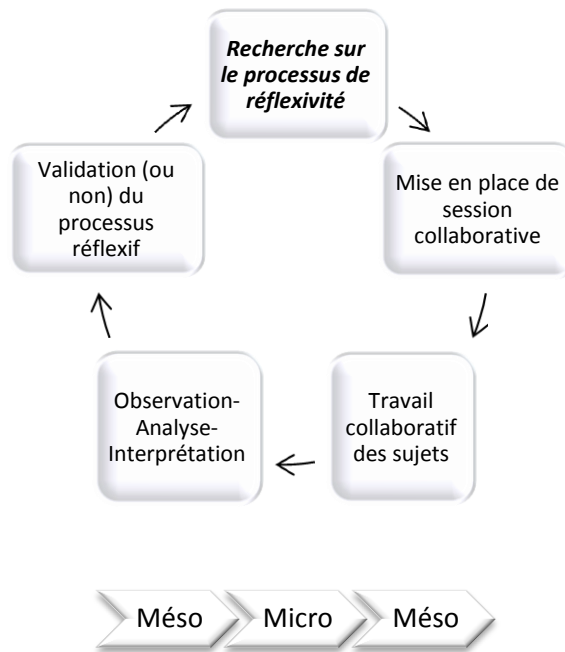 Recherche sur
le processus de
réflexivité
Mise en place de
session
collaborative
Travail
collaboratif
des sujets
Observation-
Analyse-
Interprétation
Validation (ou
non) du
processus
réflexif
Méso
Micro
Méso